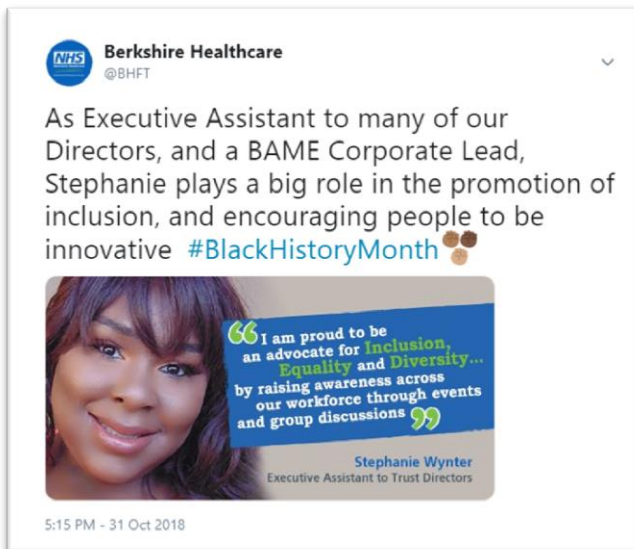 NHS
Berkshire Healthcare
@BHFT
As Executive Assistant to many of our
Directors, and a BAME Corporate Lead,
Stephanie plays a big role in the promotion of
inclusion, and encouraging people to be
innovative #BlackHistoryMonth
“I am proud to be
an advocate for Inclusion,
Equality and Diversity...
by raising awareness across
our workforce through events
and group discussions”
Stephanie Wynter
Executive Assistant to Trust Directors
5:15 PM - 31 Oct 2018